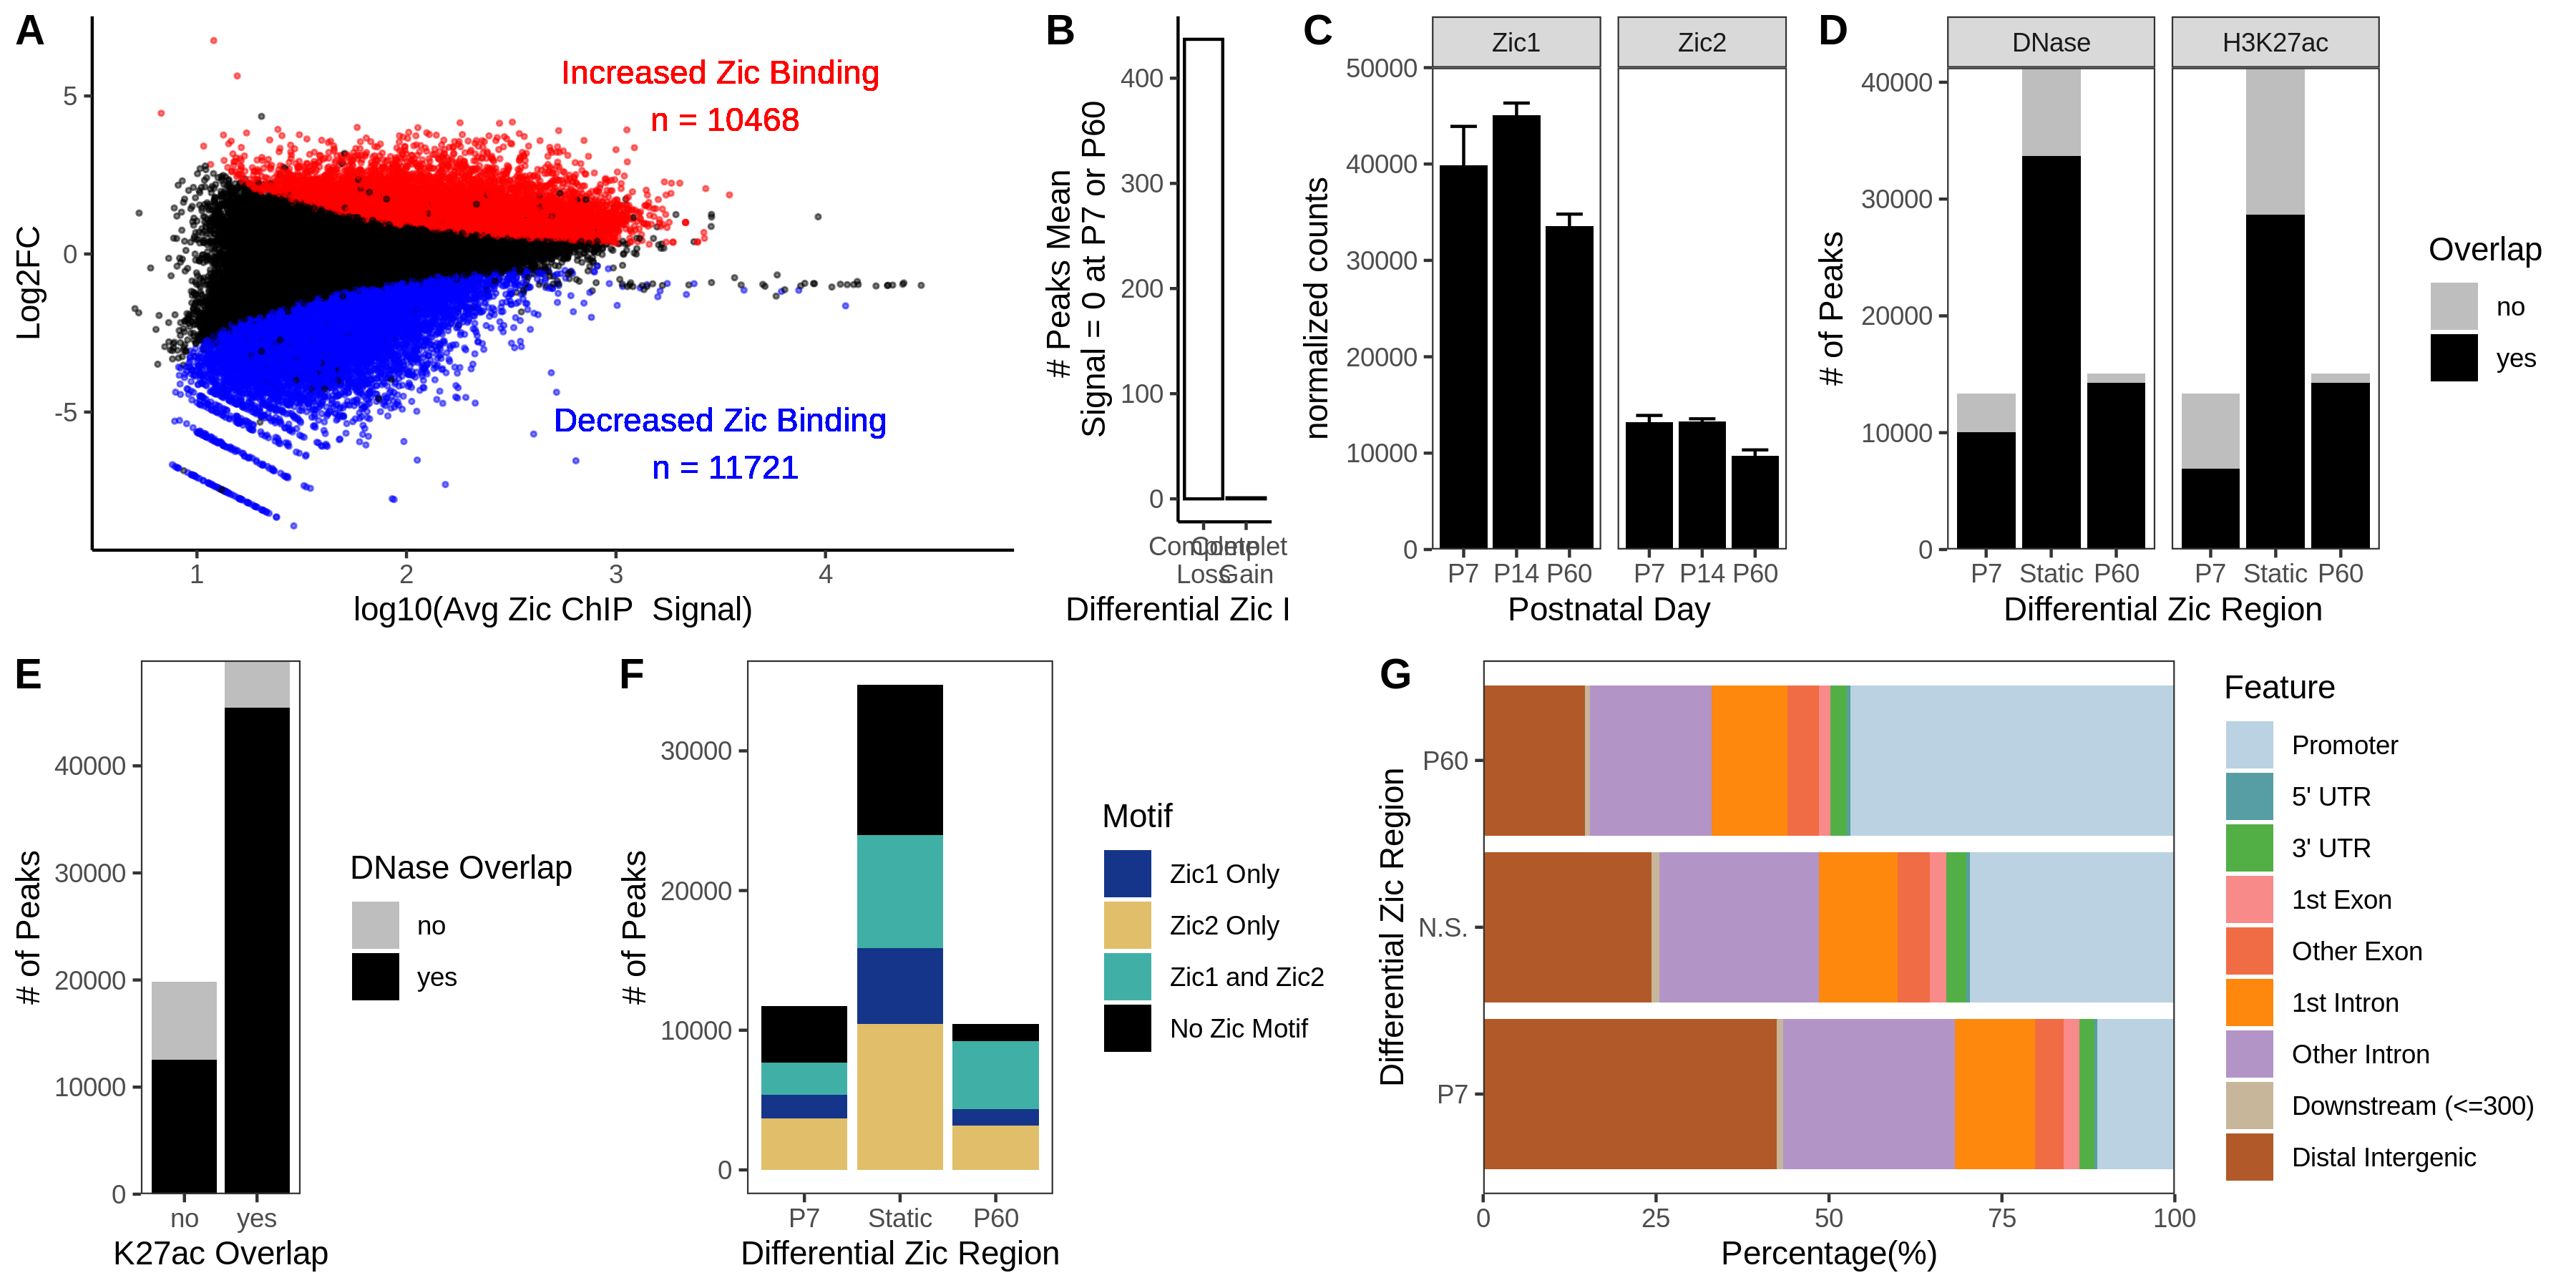 A
5
0
-5
Log2FC
Increased Zic Binding
n = 10468
Decreased Zic Binding
n = 11721
1 2 3 4
log10(Avg Zic ChIP  Signal)
B
# Peaks Mean
Signal = 0 at P7 or P60
400
300
200
100
0
Complete
Loss
Complet
Gain
Differential Zic I
C
Zic1 Zic2
normalized counts
50000
40000
30000
20000
10000
0
P7 P14 P60 P7 P14 P60
Postnatal Day
D
DNase H3K27ac
# of Peaks
40000
30000
20000
10000
0
P7 Static P60 P7 Static P60
Differential Zic Region
Overlap
no
yes
E
# of Peaks
40000
30000
20000
10000
0
no yes
K27ac Overlap
DNase Overlap
no
yes
F
# of Peaks
30000
20000
10000
0
P7 Static P60
Differential Zic Region
Motif
Zic1 Only
Zic2 Only
Zic1 and Zic2
No Zic Motif
G
Differential Zic Region
P60
N.S.
P7
0 25 50 75 100
Percentage(%)
Feature
Promoter
5' UTR
3' UTR
1st Exon
Other Exon
1st Intron
Other Intron
Downstream (<=300)
Distal Intergenic